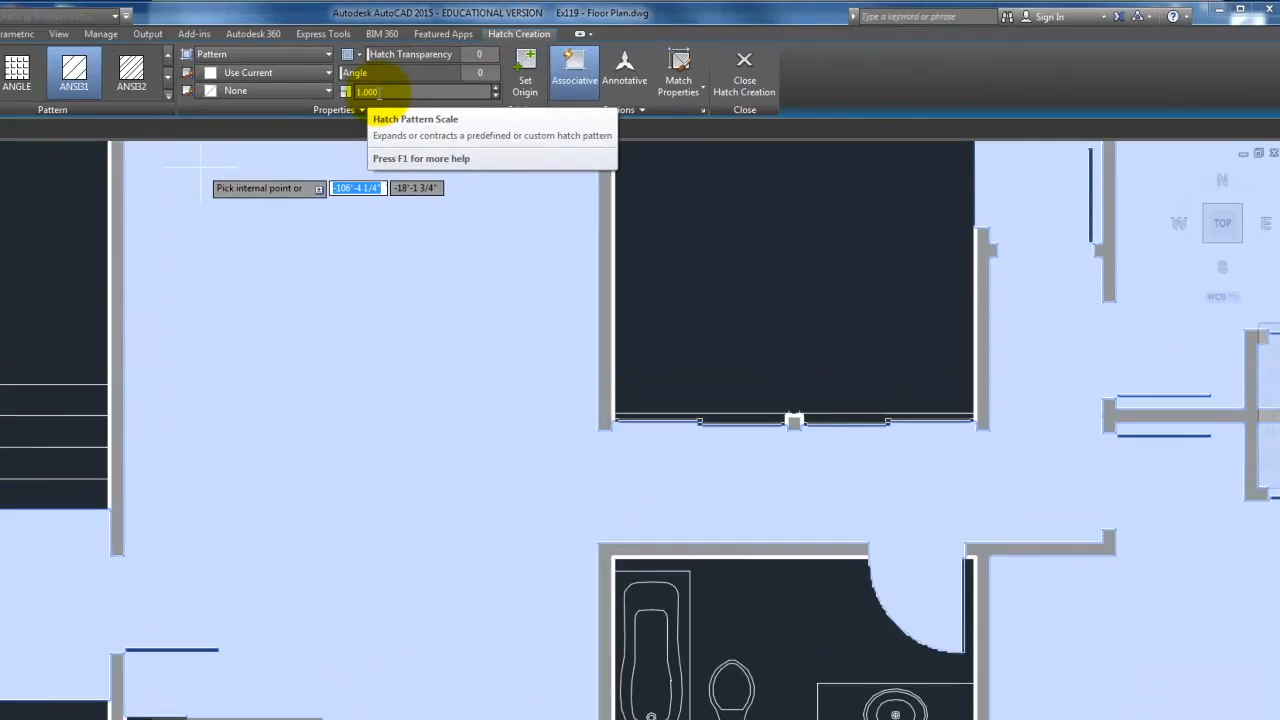 Autodesk AutoCAD 2015 - EDUCATIONAL VERSION Ex119 - Floor Plan.dwg
Type a keyword or phrase
Sign In
rametric View Manage Output Add-ins Autodesk 360 Express Tools BIM 360 Featured Apps Hatch Creation
Pattern
Use Current
None
Hatch Transparency 0
Angle 0
1.000
ANGLE ANSI31 ANSI32
Set Origin
Associative
Annotative
Match Properties
Close Hatch Creation
Pattern Properties Options Close
Hatch Pattern Scale
Expands or contracts a predefined or custom hatch pattern
Press F1 for more help
Pick internal point or -106'-4 1/4" -18'-1 3/4"
N
W TOP E
S
WCS